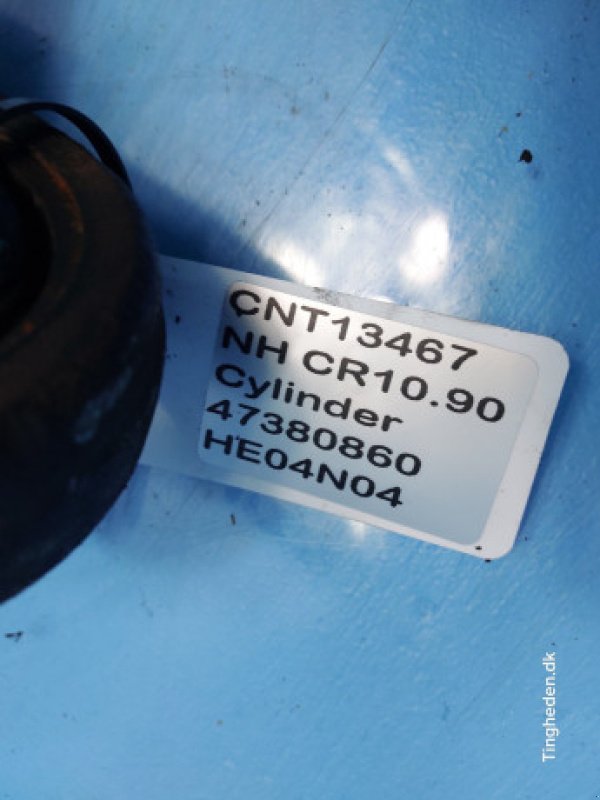 CNT13467
NH CR10.90
Cylinder
47380860
HE04N04
Tingheden.dk